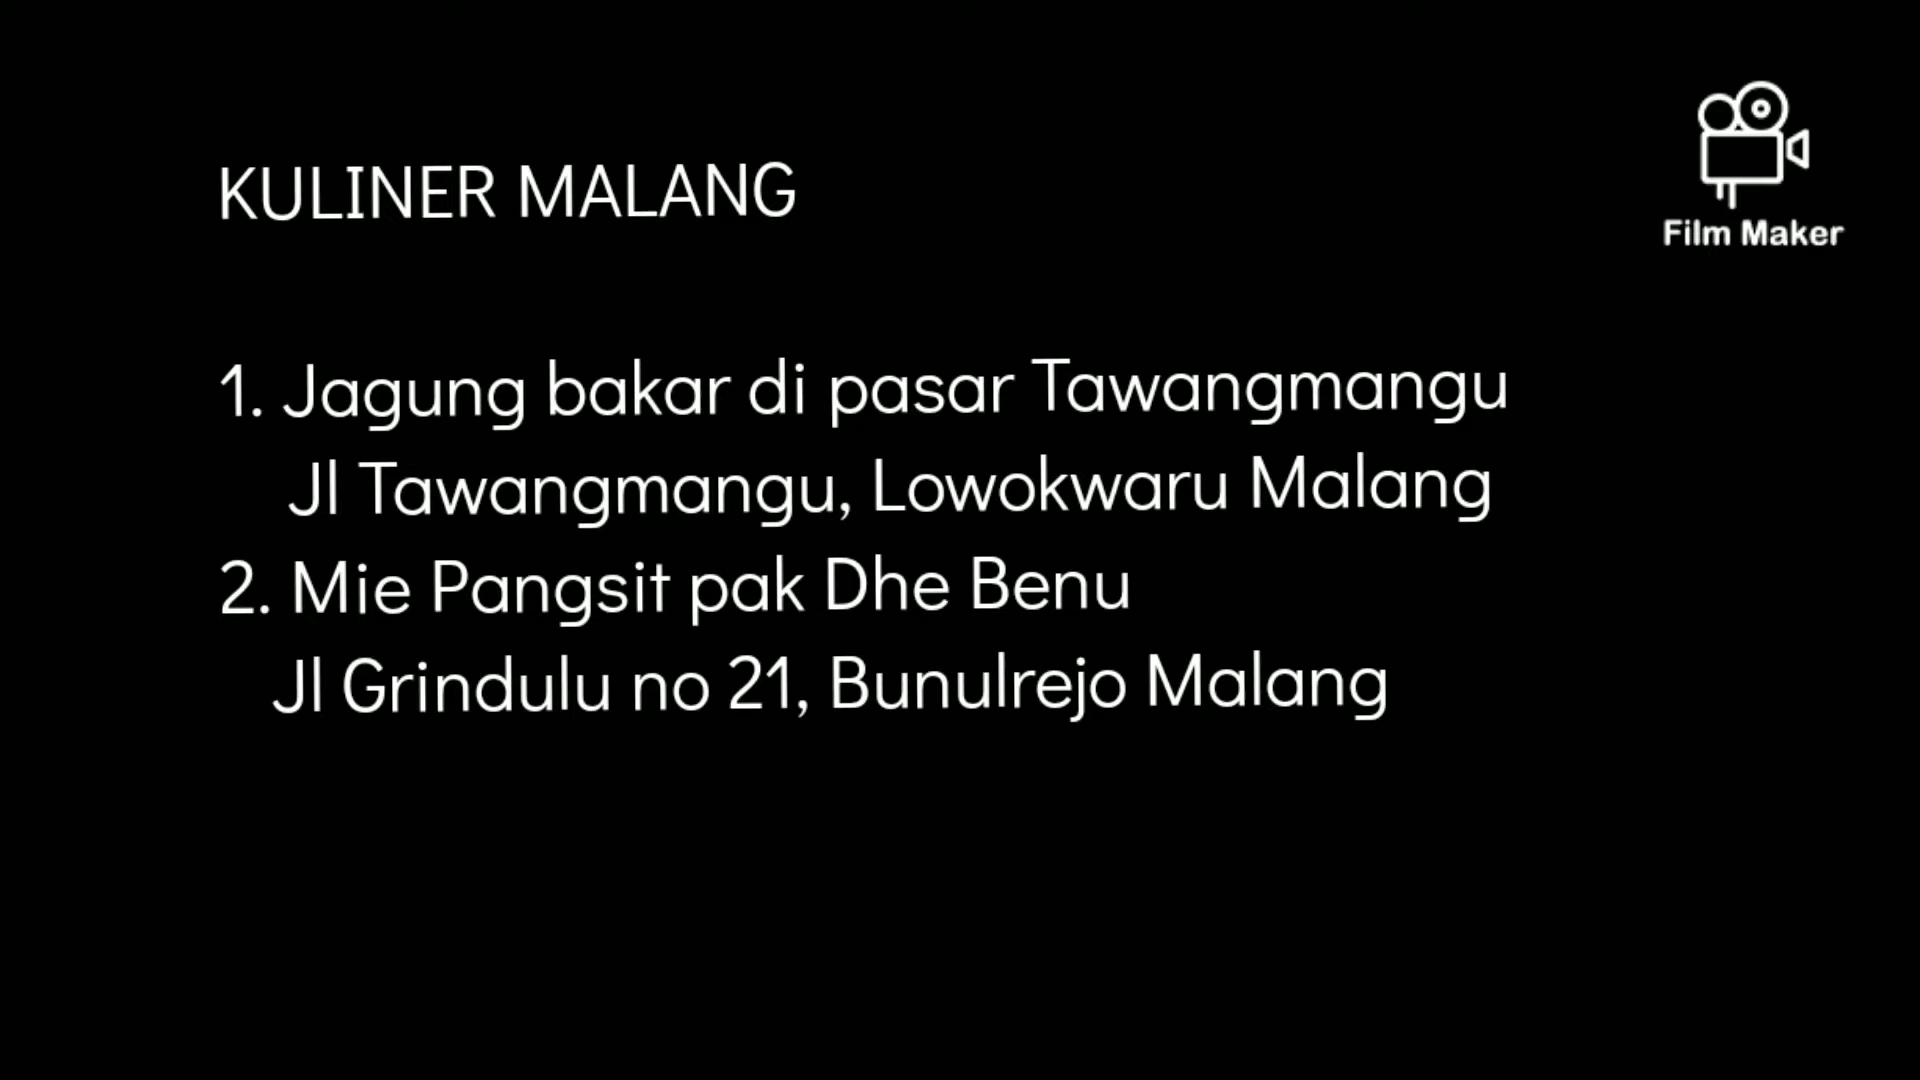 KULINER MALANG
Film Maker
1. Jagung bakar di pasar Tawangmangu
Jl Tawangmangu, Lowokwaru Malang
2. Mie Pangsit pak Dhe Benu
Jl Grindulu no 21, Bunulrejo Malang